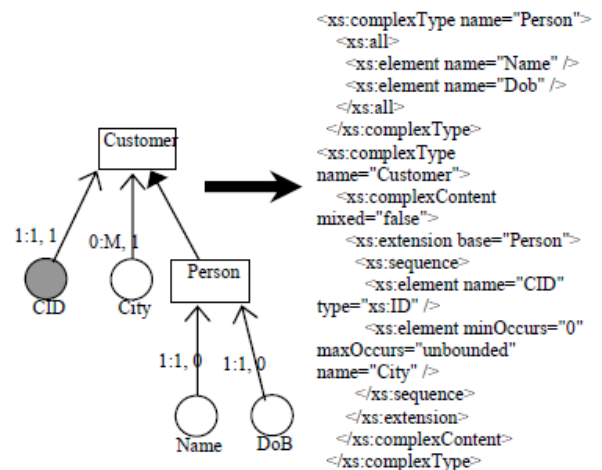 Customer
1:1, 1
0:M, 1
CID
City
Person
1:1, 0
1:1, 0
Name
DoB
<xs:complexType name="Person">
<xs:all>
<xs:element name="Name" />
<xs:element name="Dob" />
</xs:all>
</xs:complexType>
<xs:complexType
name="Customer">
<xs:complexContent
mixed="false">
<xs:extension base="Person">
<xs:sequence>
<xs:element name="CID"
type="xs:ID" />
<xs:element minOccurs="0"
maxOccurs="unbounded"
name="City" />
</xs:sequence>
</xs:extension>
</xs:complexContent>
</xs:complexType>